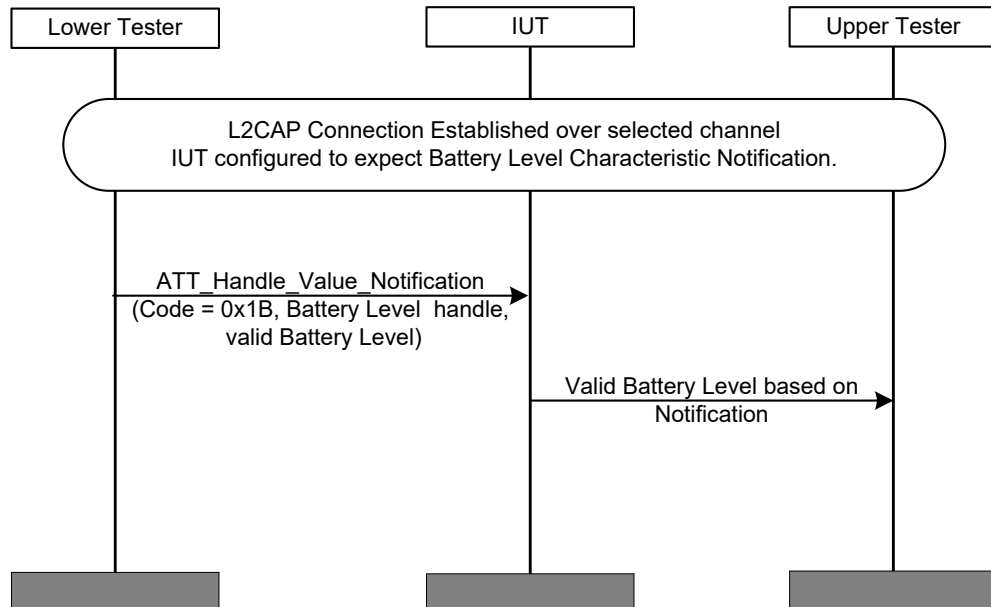 Lower Tester
IUT
Upper Tester
L2CAP Connection Established over selected channel
IUT configured to expect Battery Level Characteristic Notification.
ATT_Handle_Value_Notification
(Code = 0x1B, Battery Level  handle,
valid Battery Level)
Valid Battery Level based on
Notification